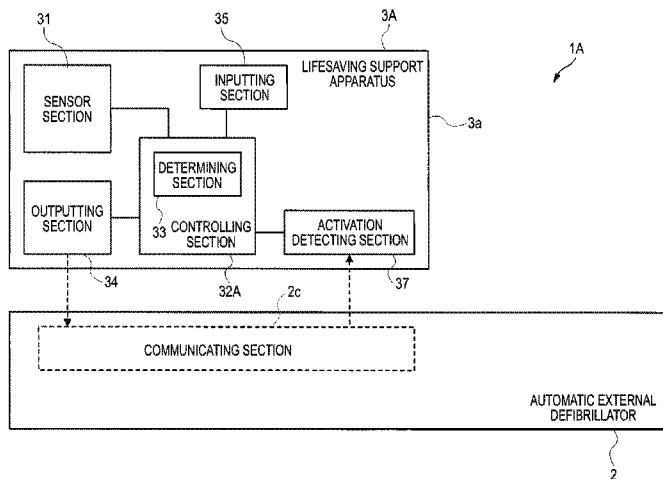 31
35
3A
1A
LIFESAVING SUPPORT
APPARATUS
SENSOR
SECTION
INPUTTING
SECTION
3a
DETERMINING
SECTION
OUTPUTTING
SECTION
33
CONTROLLING
SECTION
ACTIVATION
DETECTING SECTION
34
32A
37
2c
COMMUNICATING SECTION
AUTOMATIC EXTERNAL
DEFIBRILLATOR
2